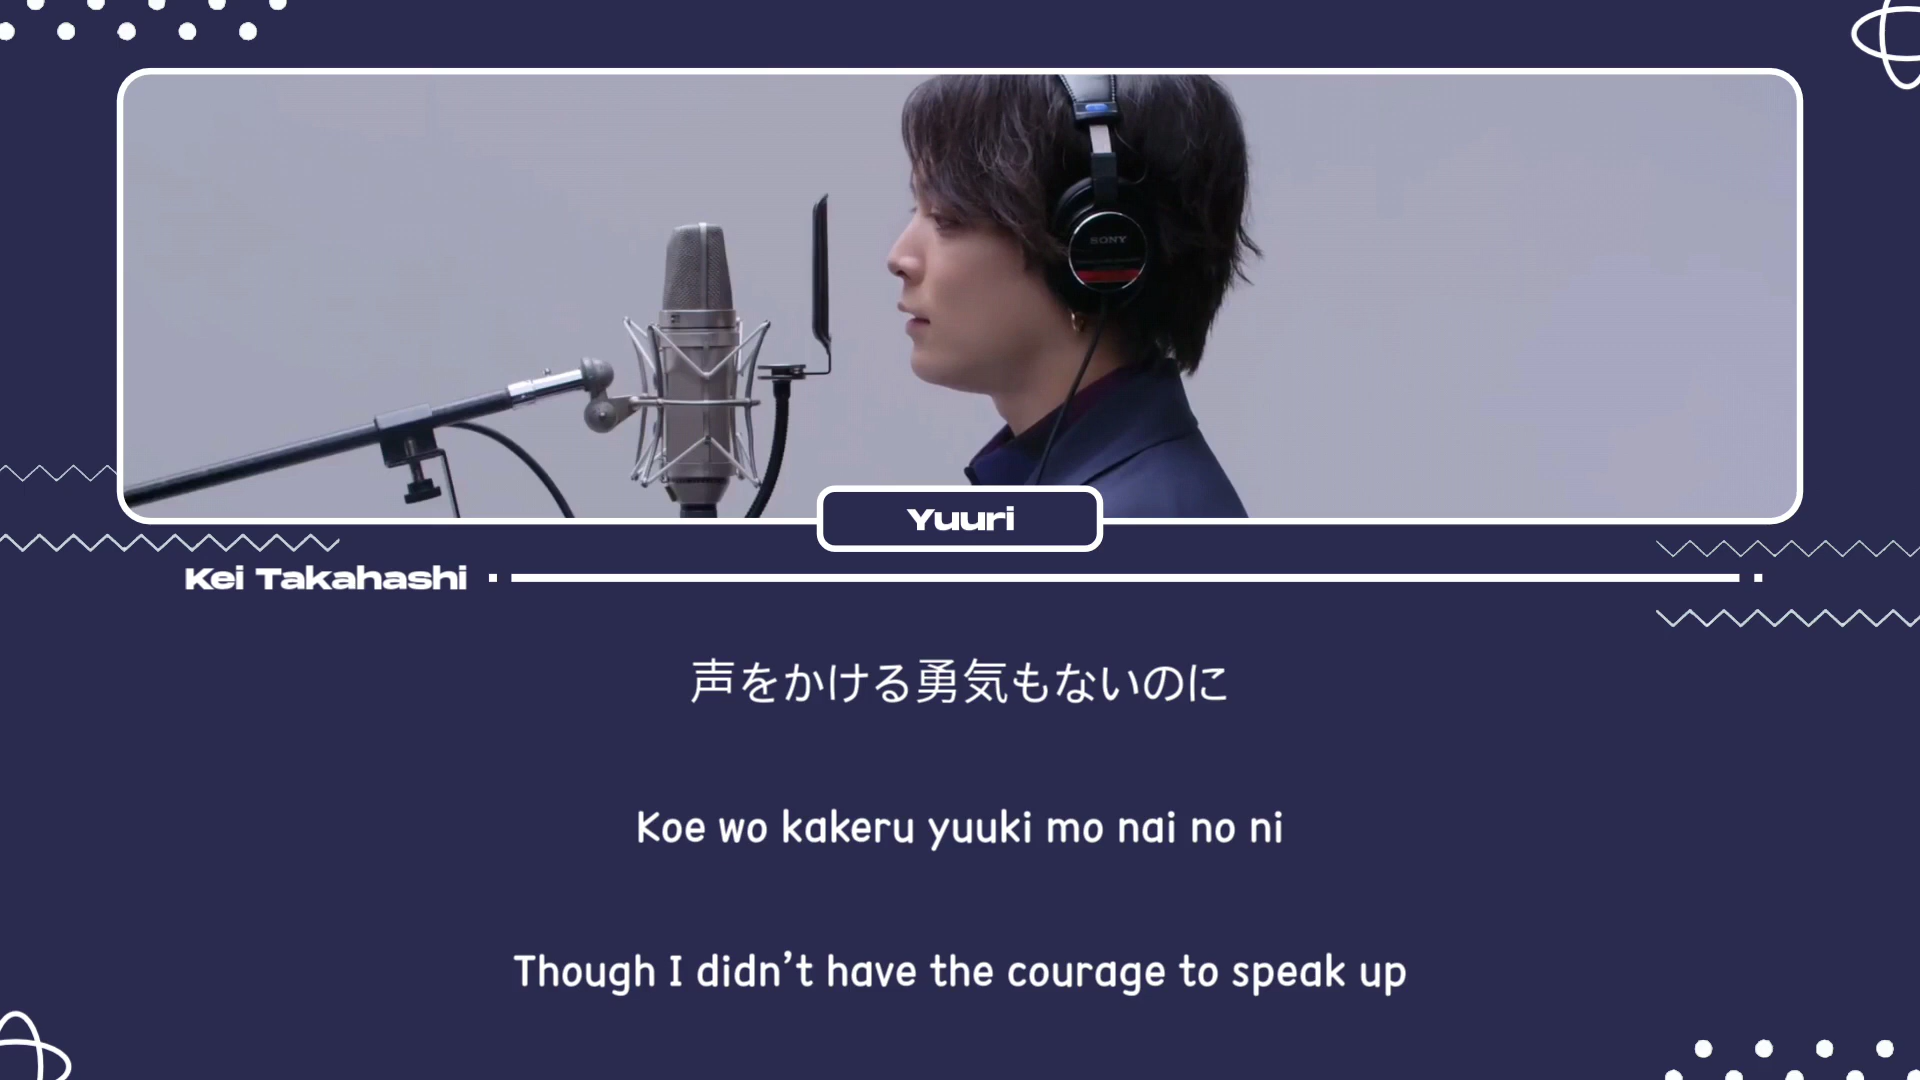 SONY
Yuuri
Kei Takahashi
声をかける勇気もないのに
Koe wo kakeru yuuki mo nai no ni
Though I didn’t have the courage to speak up